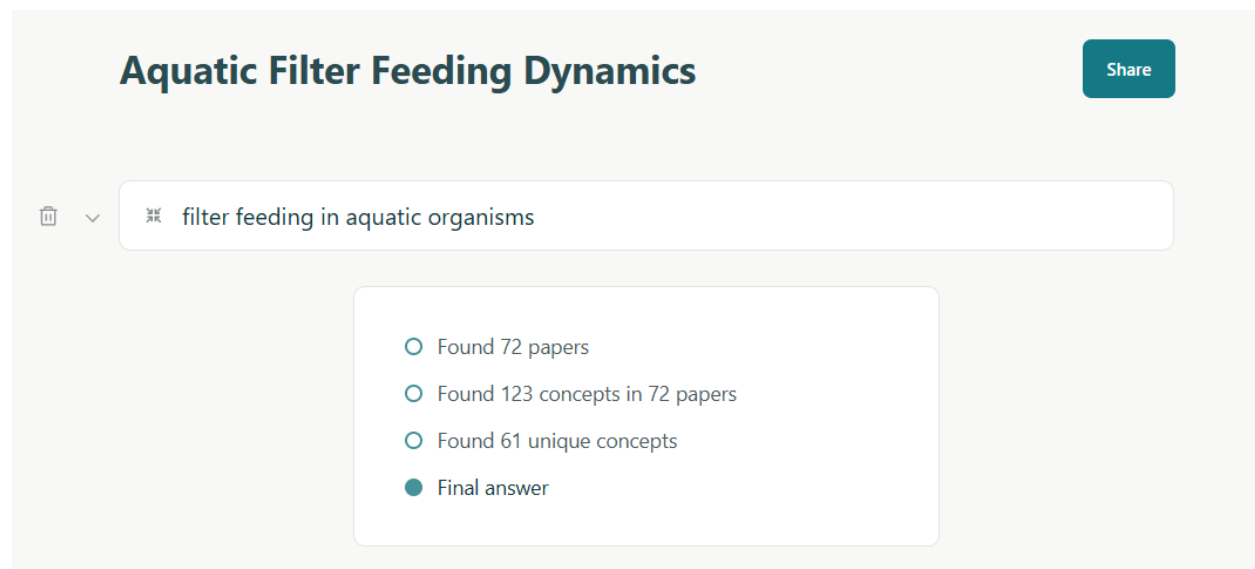 Aquatic Filter Feeding Dynamics
Share
filter feeding in aquatic organisms
Found 72 papers
Found 123 concepts in 72 papers
Found 61 unique concepts
Final answer